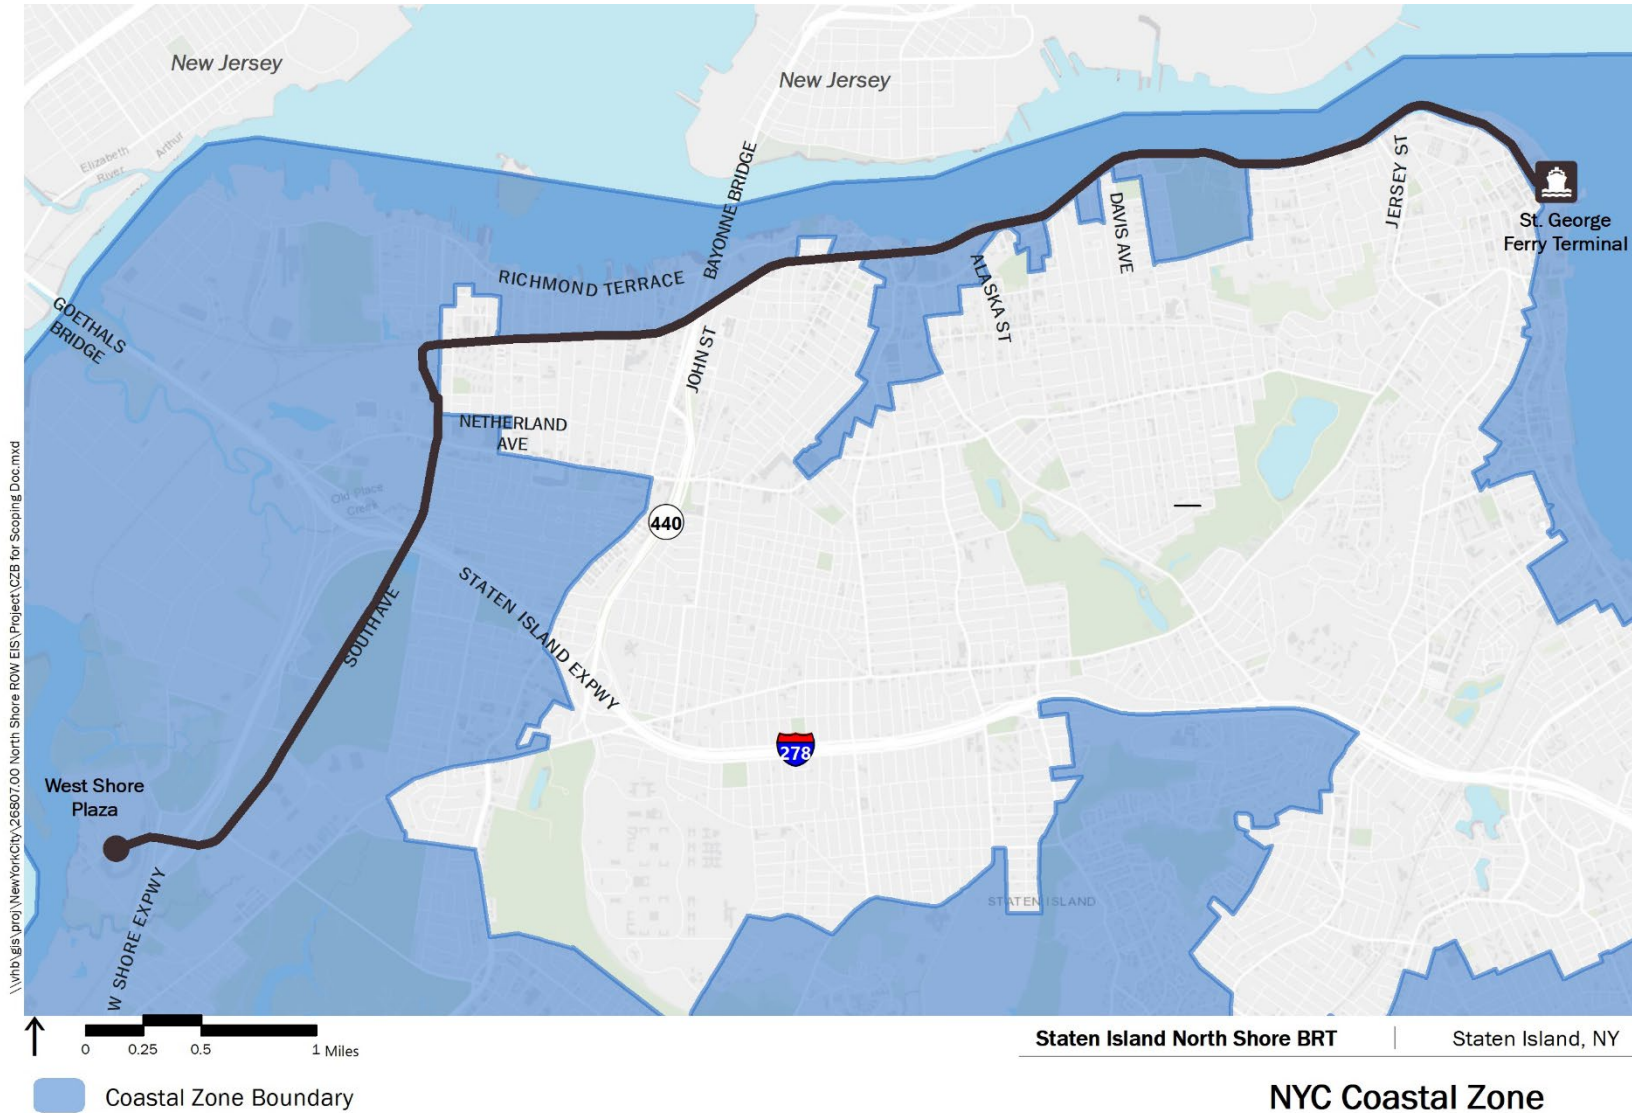 New Jersey
New Jersey
Elizabeth
River
Arthur
BAYONNE BRIDGE
JERSEY ST
DAVIS AVE
St. George
Ferry Terminal
RICHMOND TERRACE
ALASKA ST
GOETHALS
BRIDGE
JOHN ST
NETHERLAND
AVE
Old Place
Creek
440
STATEN ISLAND EXPWY
SOUTH AVE
278
West Shore
Plaza
STATEN ISLAND
W SHORE EXPWY
\\vhb\gis\proj\NewYorkCity\26807.00 North Shore ROW EIS\Project\CZB for Scoping Doc.mxd
0 0.25 0.5 1 Miles
Staten Island North Shore BRT | Staten Island, NY
Coastal Zone Boundary
NYC Coastal Zone